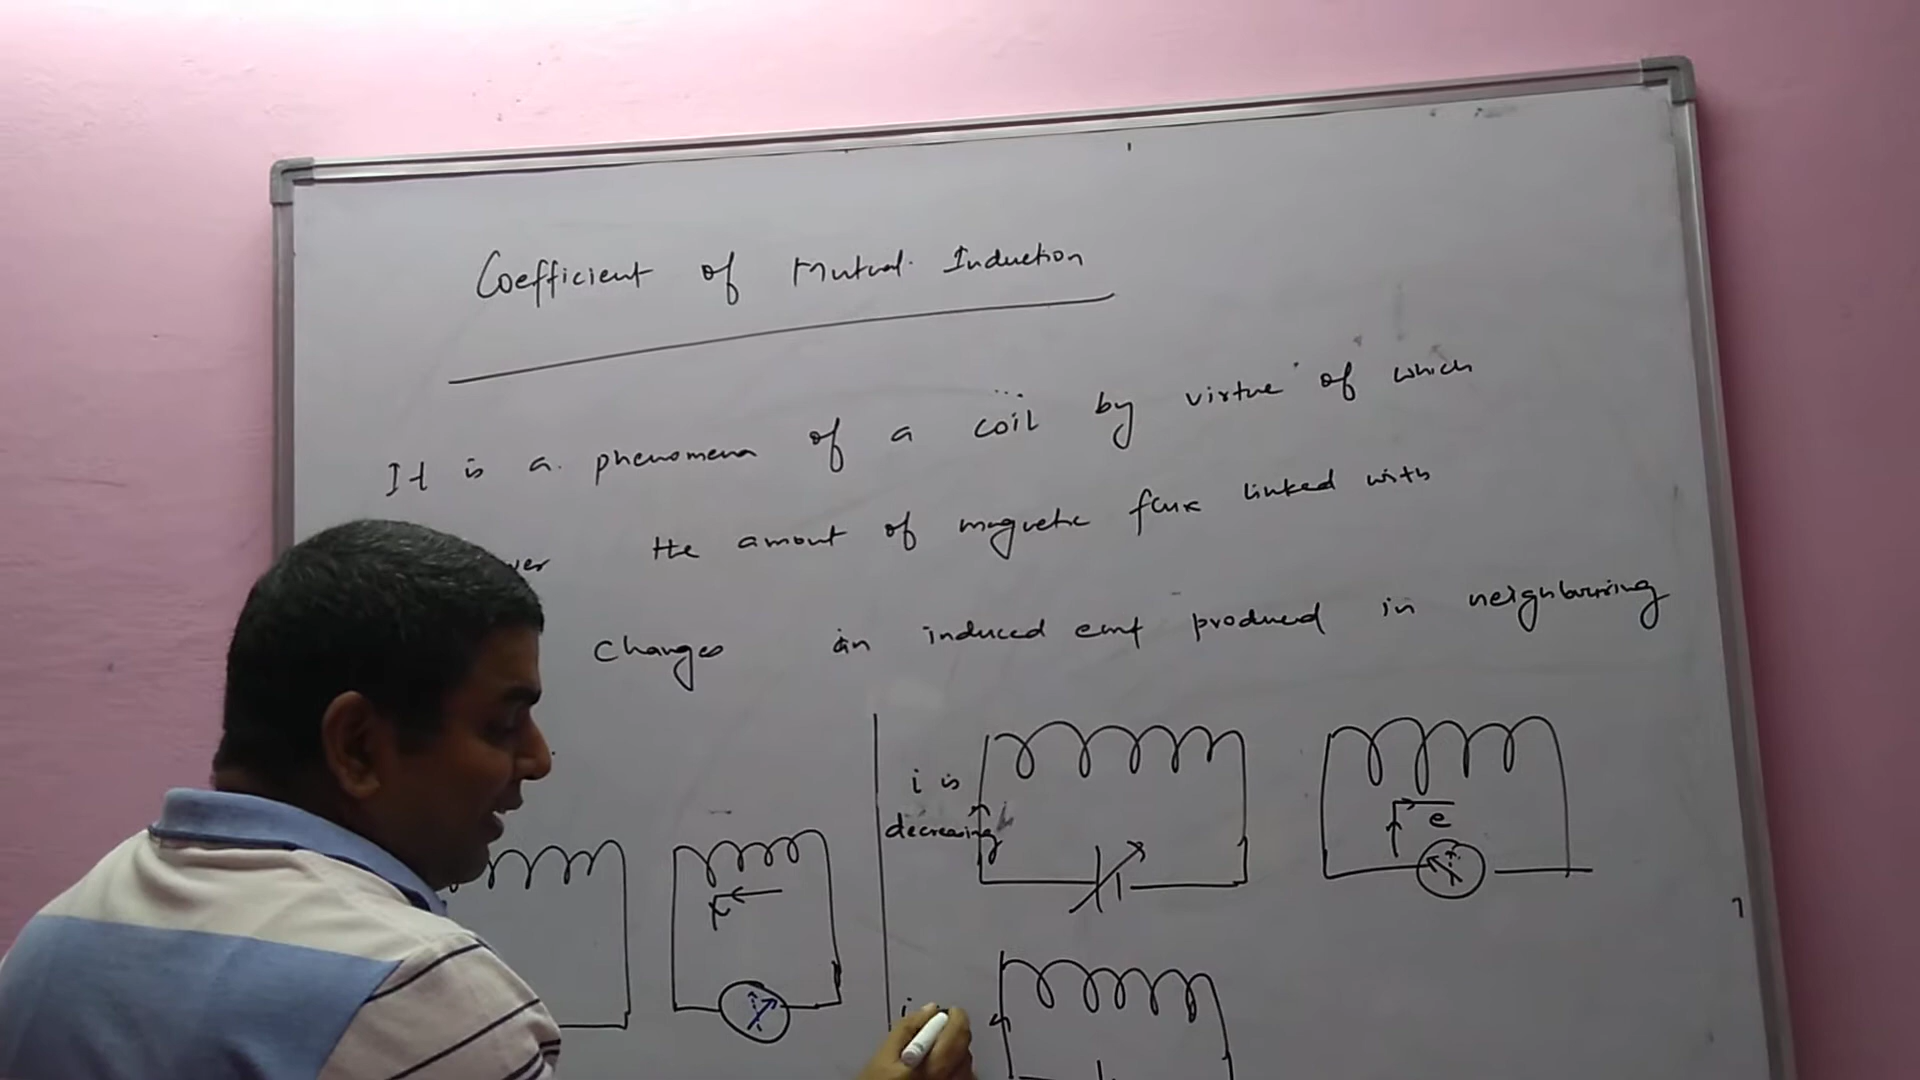 Coefficient of Mutual Induction
It is a phenomena of a coil by virtue of which
the amout of magnetic flux linked with
changes an induced emf produced in neighbouring
i is
decreasing
e
i